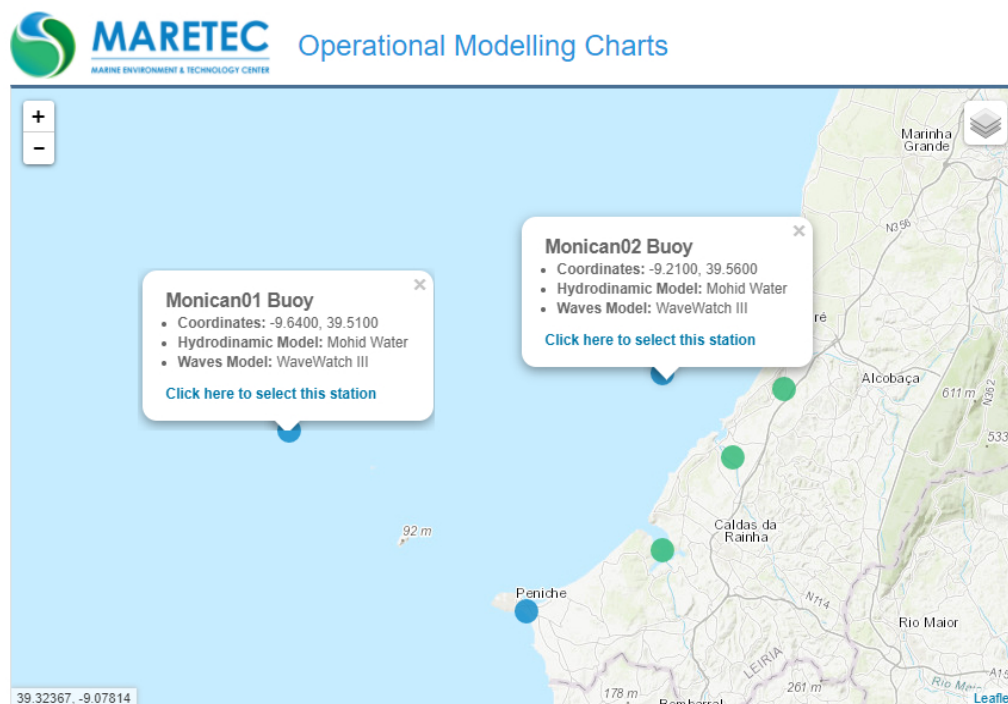 MARETEC
MARINE ENVIRONMENT & TECHNOLOGY CENTER
Operational Modelling Charts
+
−
Marinha
Grande
N356
Monican02 Buoy
Coordinates: -9.2100, 39.5600
Hydrodinamic Model: Mohid Water
Waves Model: WaveWatch III
Click here to select this station
×
Monican01 Buoy
Coordinates: -9.6400, 39.5100
Hydrodinamic Model: Mohid Water
Waves Model: WaveWatch III
Click here to select this station
×
ré
Alcobaça
611 m
N362
533
92 m
Caldas da
Rainha
Peniche
N114
Rio Maior
LEIRIA
A15
178 m
261 m
39.32367, -9.07814
Leafle